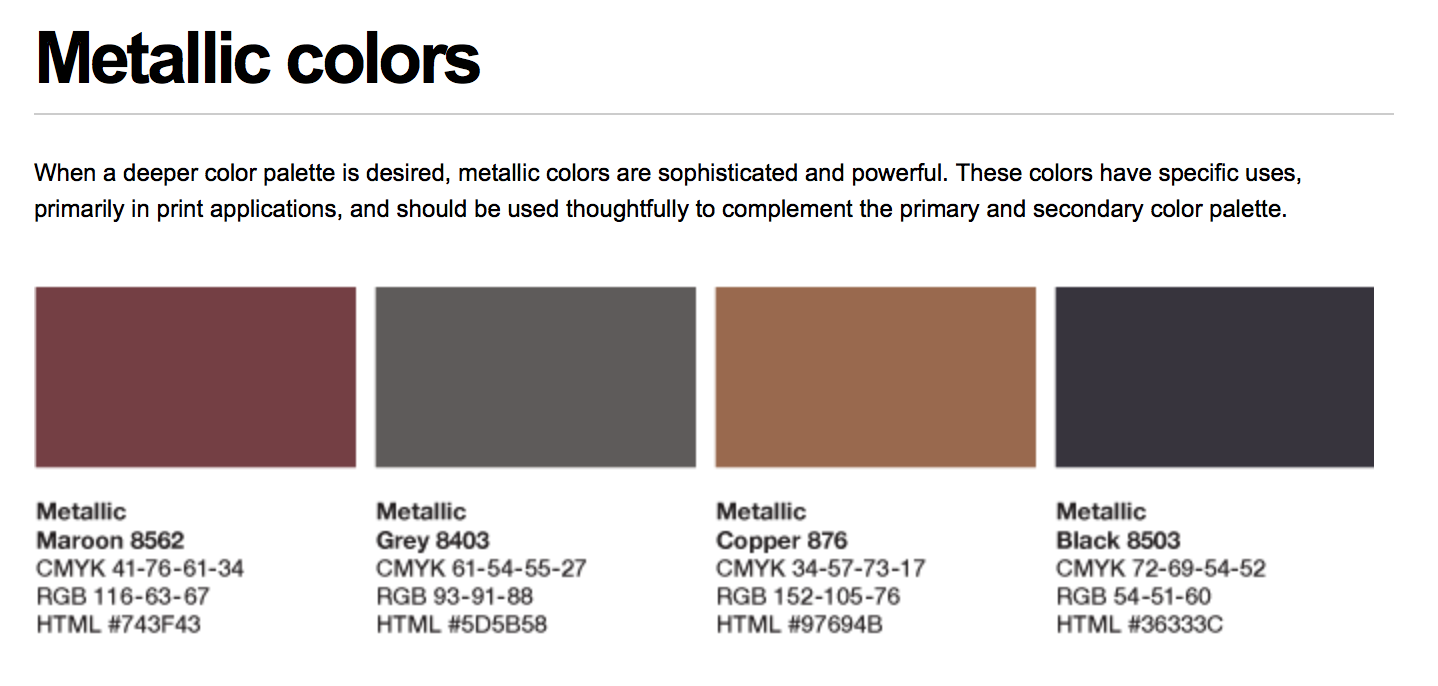 Metallic colors
When a deeper color palette is desired, metallic colors are sophisticated and powerful. These colors have specific uses,
primarily in print applications, and should be used thoughtfully to complement the primary and secondary color palette.
Metallic
Maroon 8562
CMYK 41-76-61-34
RGB 116-63-67
HTML #743F43
Metallic
Grey 8403
CMYK 61-54-55-27
RGB 93-91-88
HTML #5D5B58
Metallic
Copper 876
CMYK 34-57-73-17
RGB 152-105-76
HTML #97694B
Metallic
Black 8503
CMYK 72-69-54-52
RGB 54-51-60
HTML #36333C